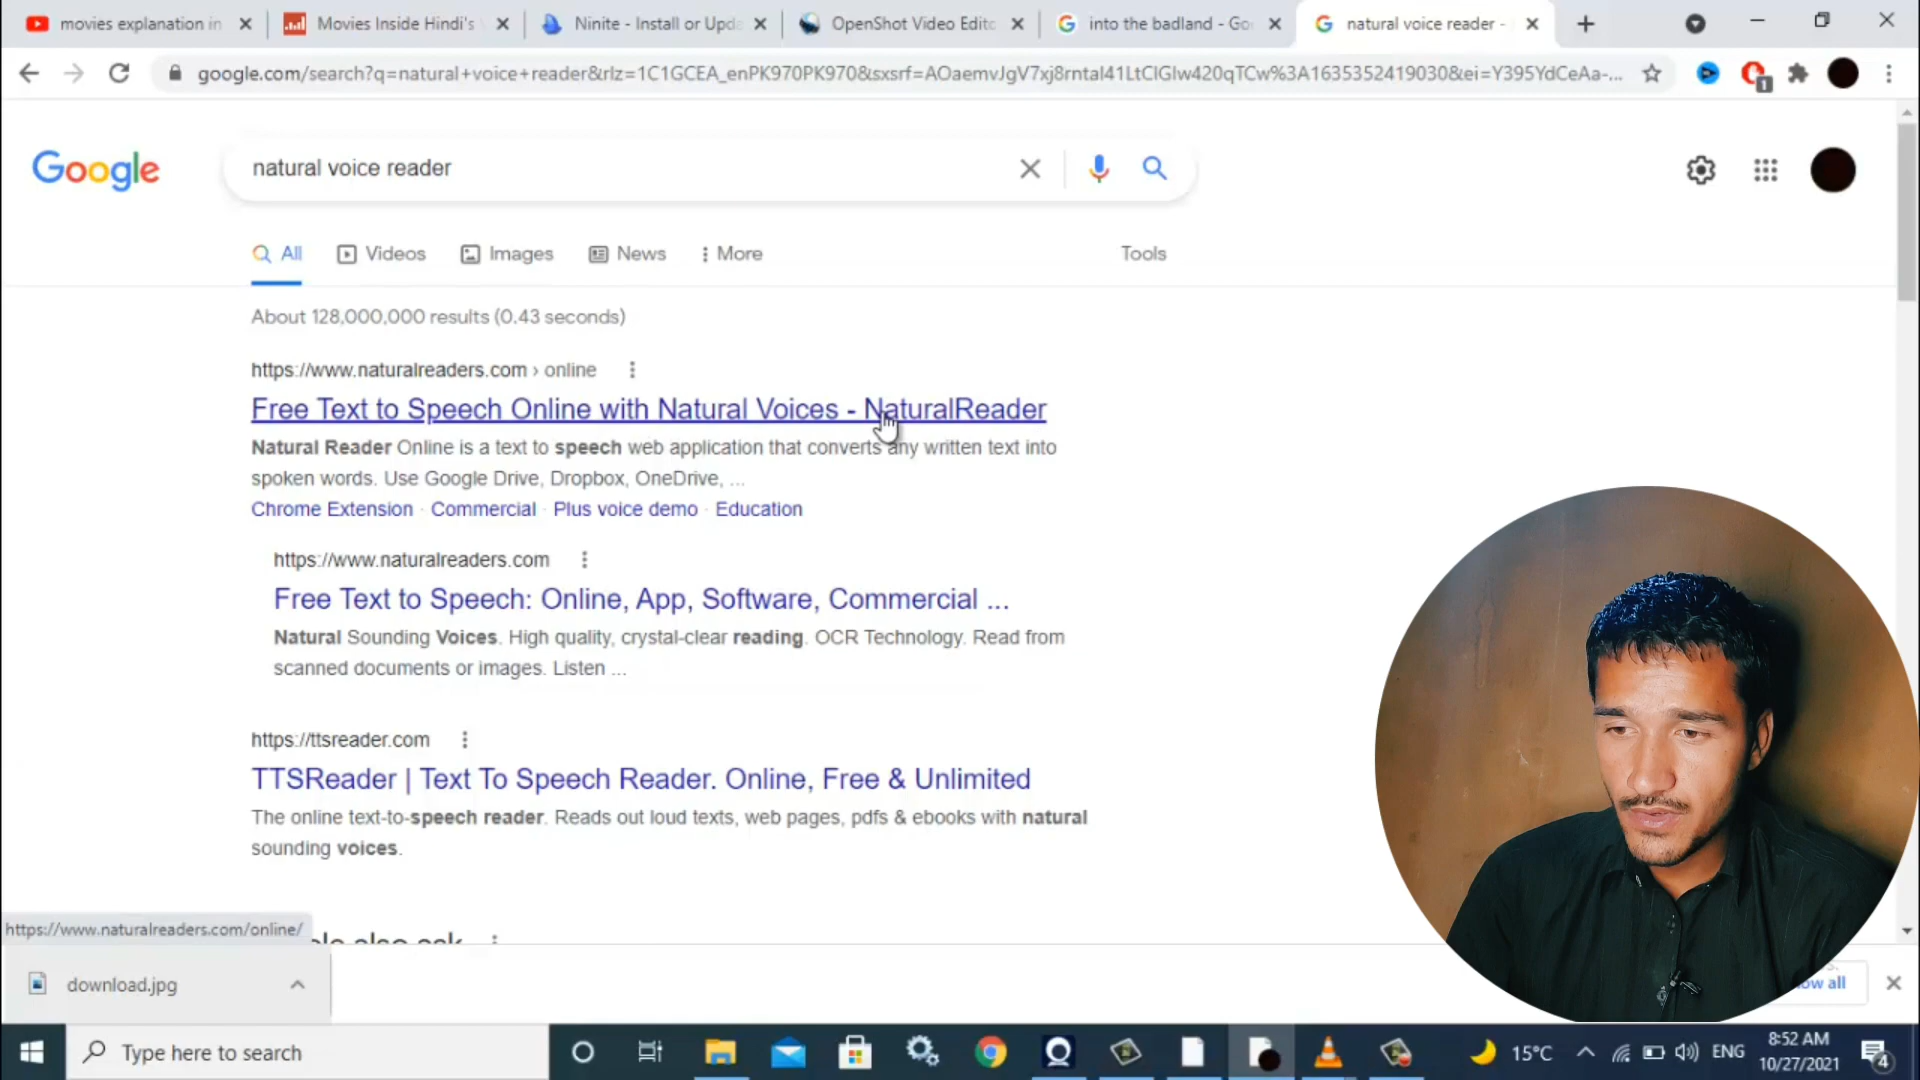 movies explanation in
Movies Inside Hindi's
Ninite - Install or Upda
OpenShot Video Edito
into the badland - Go
natural voice reader -
google.com/search?q=natural+voice+reader&rlz=1C1GCEA_enPK970PK970&sxsrf=AOaemvJgV7xj8rntal41LtClGlw420qTCw%3A1635352419030&ei=Y395YdCeAa-...
1
Google
natural voice reader
All
Videos
Images
News
More
Tools
About 128,000,000 results (0.43 seconds)
https://www.naturalreaders.com › online
Free Text to Speech Online with Natural Voices - NaturalReader
Natural Reader Online is a text to speech web application that converts any written text into
spoken words. Use Google Drive, Dropbox, OneDrive, ...
Chrome Extension · Commercial · Plus voice demo · Education
https://www.naturalreaders.com
Free Text to Speech: Online, App, Software, Commercial ...
Natural Sounding Voices. High quality, crystal-clear reading. OCR Technology. Read from
scanned documents or images. Listen ...
https://ttsreader.com
TTSReader | Text To Speech Reader. Online, Free & Unlimited
The online text-to-speech reader. Reads out loud texts, web pages, pdfs & ebooks with natural
sounding voices.
https://www.naturalreaders.com/online/
also ask
download.jpg
all
Type here to search
15°C
ENG
8:52 AM
10/27/2021
4